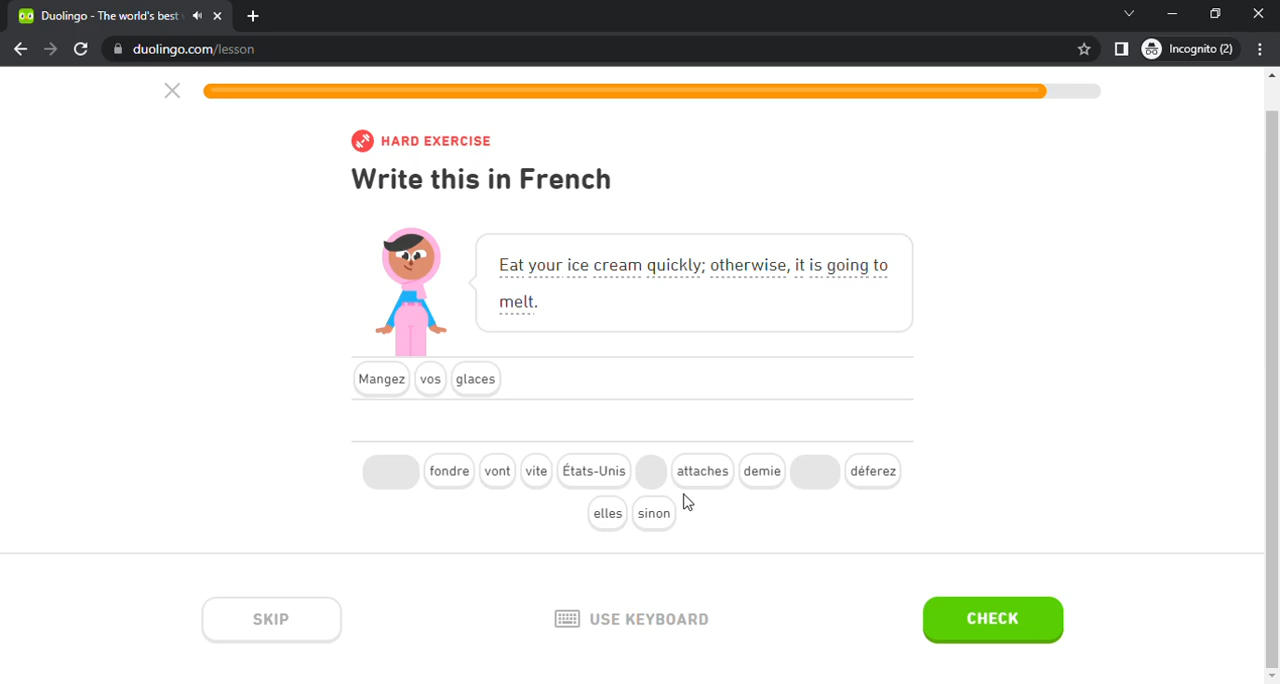 Duolingo - The world's best
duolingo.com/lesson
Incognito (2)
HARD EXERCISE
Write this in French
Eat your ice cream quickly; otherwise, it is going to
melt.
Mangez vos glaces
fondre vont vite États-Unis attaches demie déferez
elles sinon
SKIP USE KEYBOARD CHECK